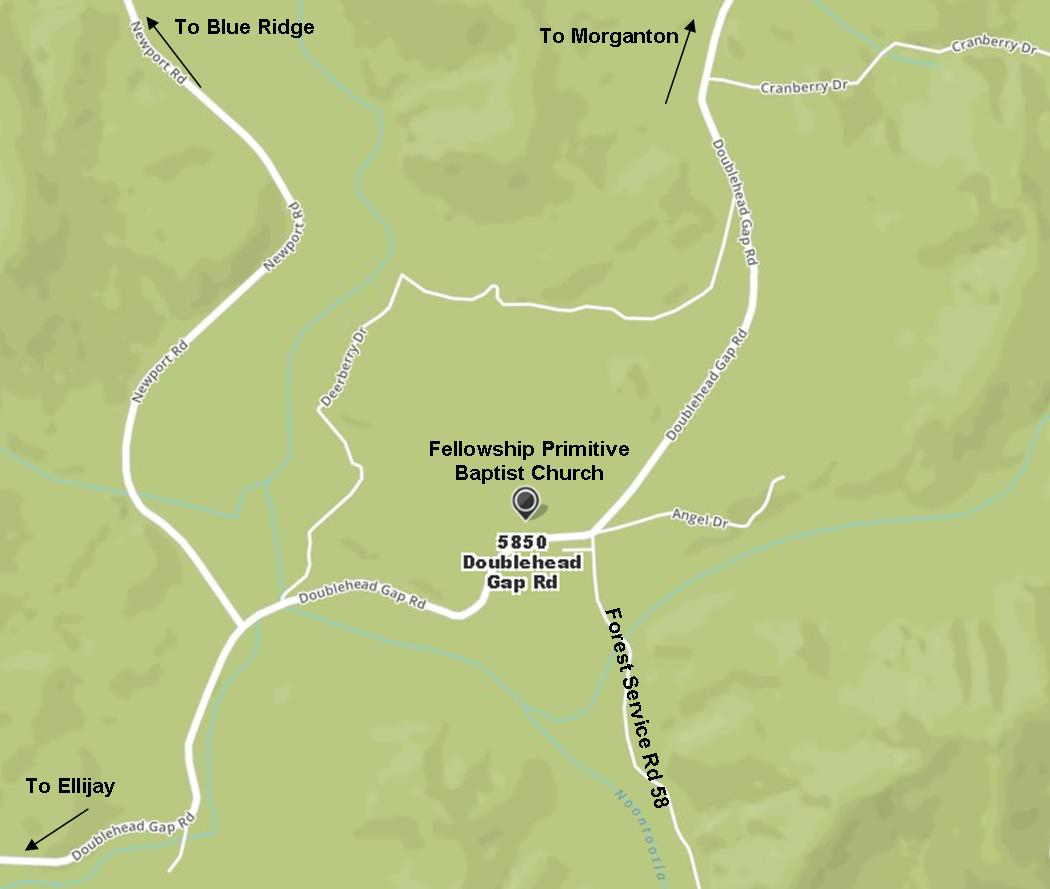 To Blue Ridge
To Morganton
Newport Rd
Cranberry Dr
Cranberry Dr
Doublehead Gap Rd
Newport Rd
Newport Rd
Deerberry Dr
Doublehead Gap Rd
Fellowship Primitive
Baptist Church
Angel Dr
5850
Doublehead
Gap Rd
Doublehead Gap Rd
Forest Service Rd 58
To Ellijay
Doublehead Gap Rd
Noontootla